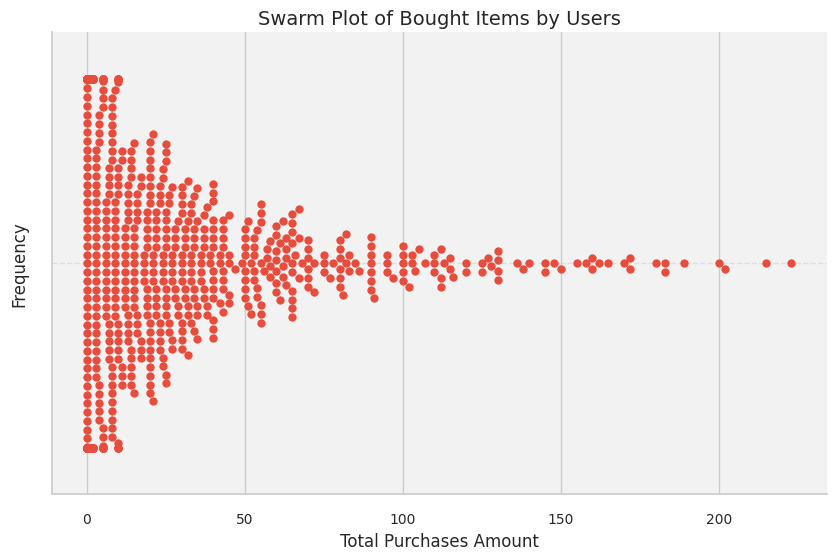 Swarm Plot of Bought Items by Users
Frequency
0 50 100 150 200
Total Purchases Amount